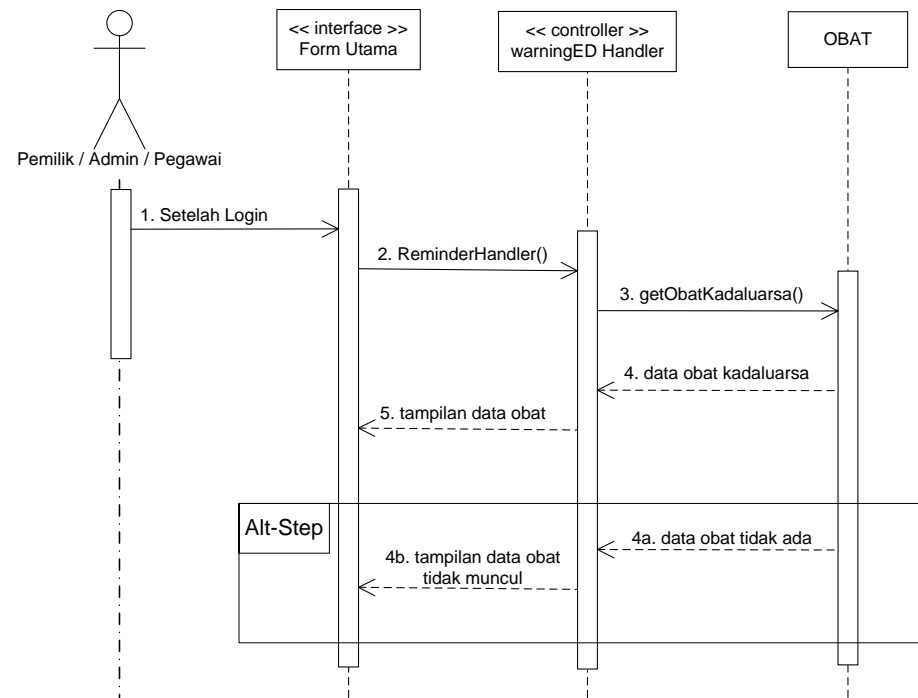 << interface >>
Form Utama
<< controller >>
warningED Handler
OBAT
Pemilik / Admin / Pegawai
1. Setelah Login
2. ReminderHandler()
3. getObatKadaluarsa()
4. data obat kadaluarsa
5. tampilan data obat
Alt-Step
4a. data obat tidak ada
4b. tampilan data obat
tidak muncul